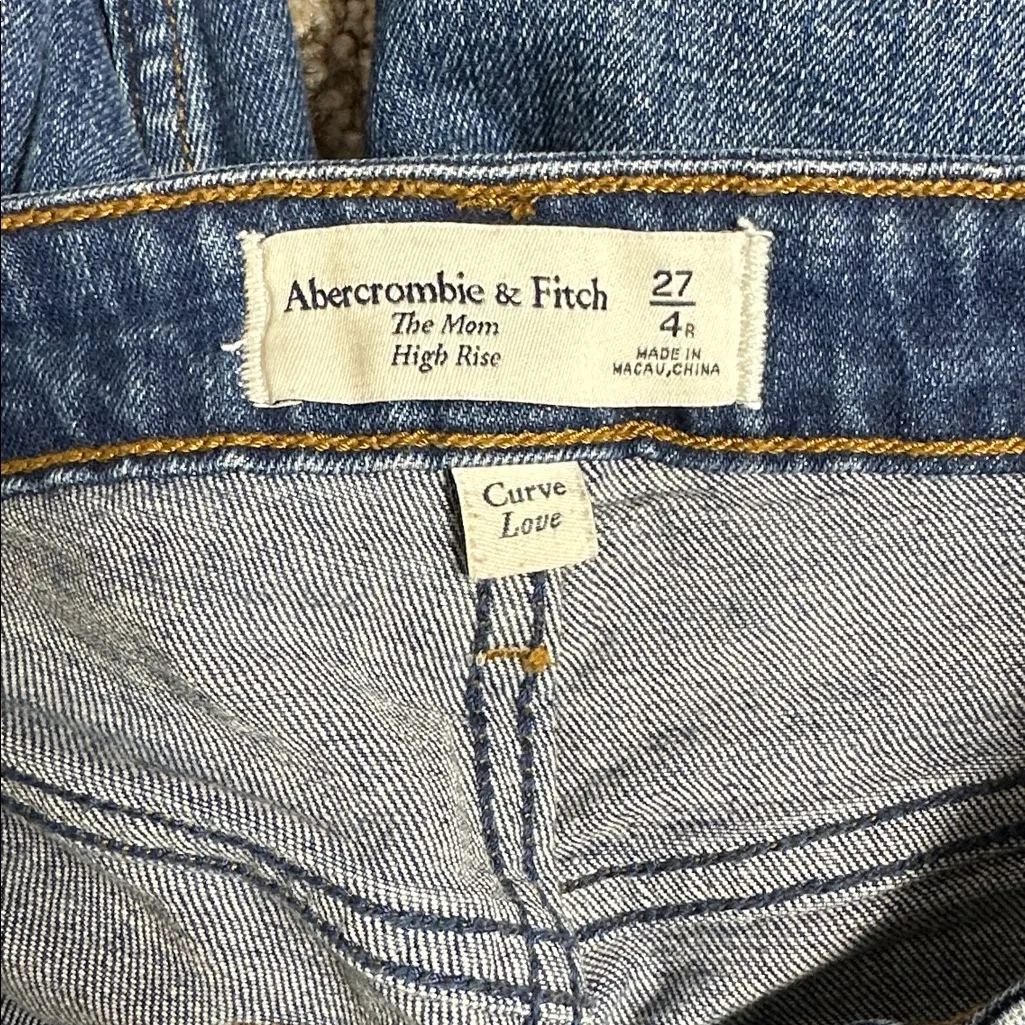 Abercrombie & Fitch
The Mom
High Rise
27
4R
MADE IN
MACAU,CHINA
Curve
Love